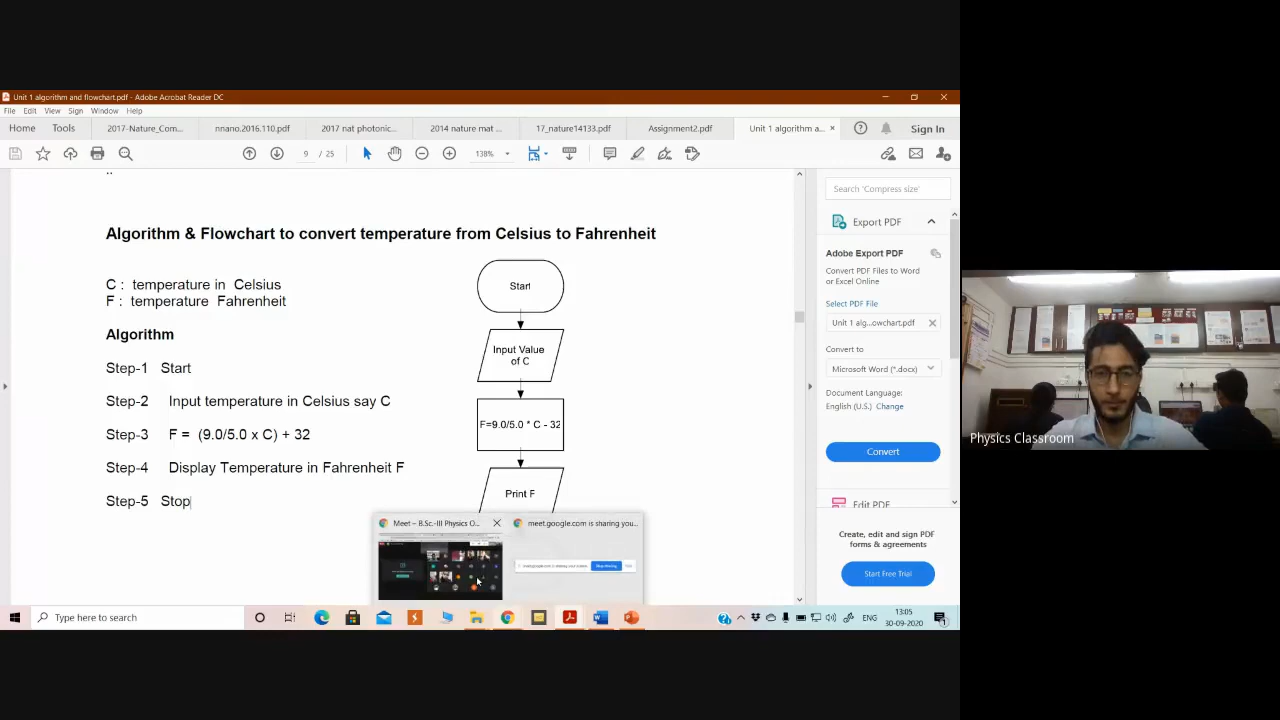 Unit 1 algorithm and flowchart.pdf - Adobe Acrobat Reader DC
File Edit View Sign Window Help
Home Tools 2017-Nature_Com... nnano.2016.110.pdf 2017 nat photonic... 2014 nature mat ... 17_nature14133.pdf Assignment2.pdf Unit 1 algorithm a... Sign In
9 / 25 138%
Algorithm & Flowchart to convert temperature from Celsius to Fahrenheit
C : temperature in Celsius
F : temperature Fahrenheit
Algorithm
Step-1 Start
Step-2 Input temperature in Celsius say C
Step-3 F = (9.0/5.0 x C) + 32
Step-4 Display Temperature in Fahrenheit F
Step-5 Stop
Start
Input Value
of C
F=9.0/5.0 * C - 32
Print F
Search 'Compress size'
Export PDF
Adobe Export PDF
Convert PDF Files to Word
or Excel Online
Select PDF File
Unit 1 alg...owchart.pdf
Convert to
Microsoft Word (*.docx)
Document Language:
English (U.S.) Change
Convert
Edit PDF
Create, edit and sign PDF
forms & agreements
Start Free Trial
Meet – B.Sc.-III Physics O...
meet.google.com is sharing you...
Type here to search
ENG
13:05
30-09-2020
Physics Classroom